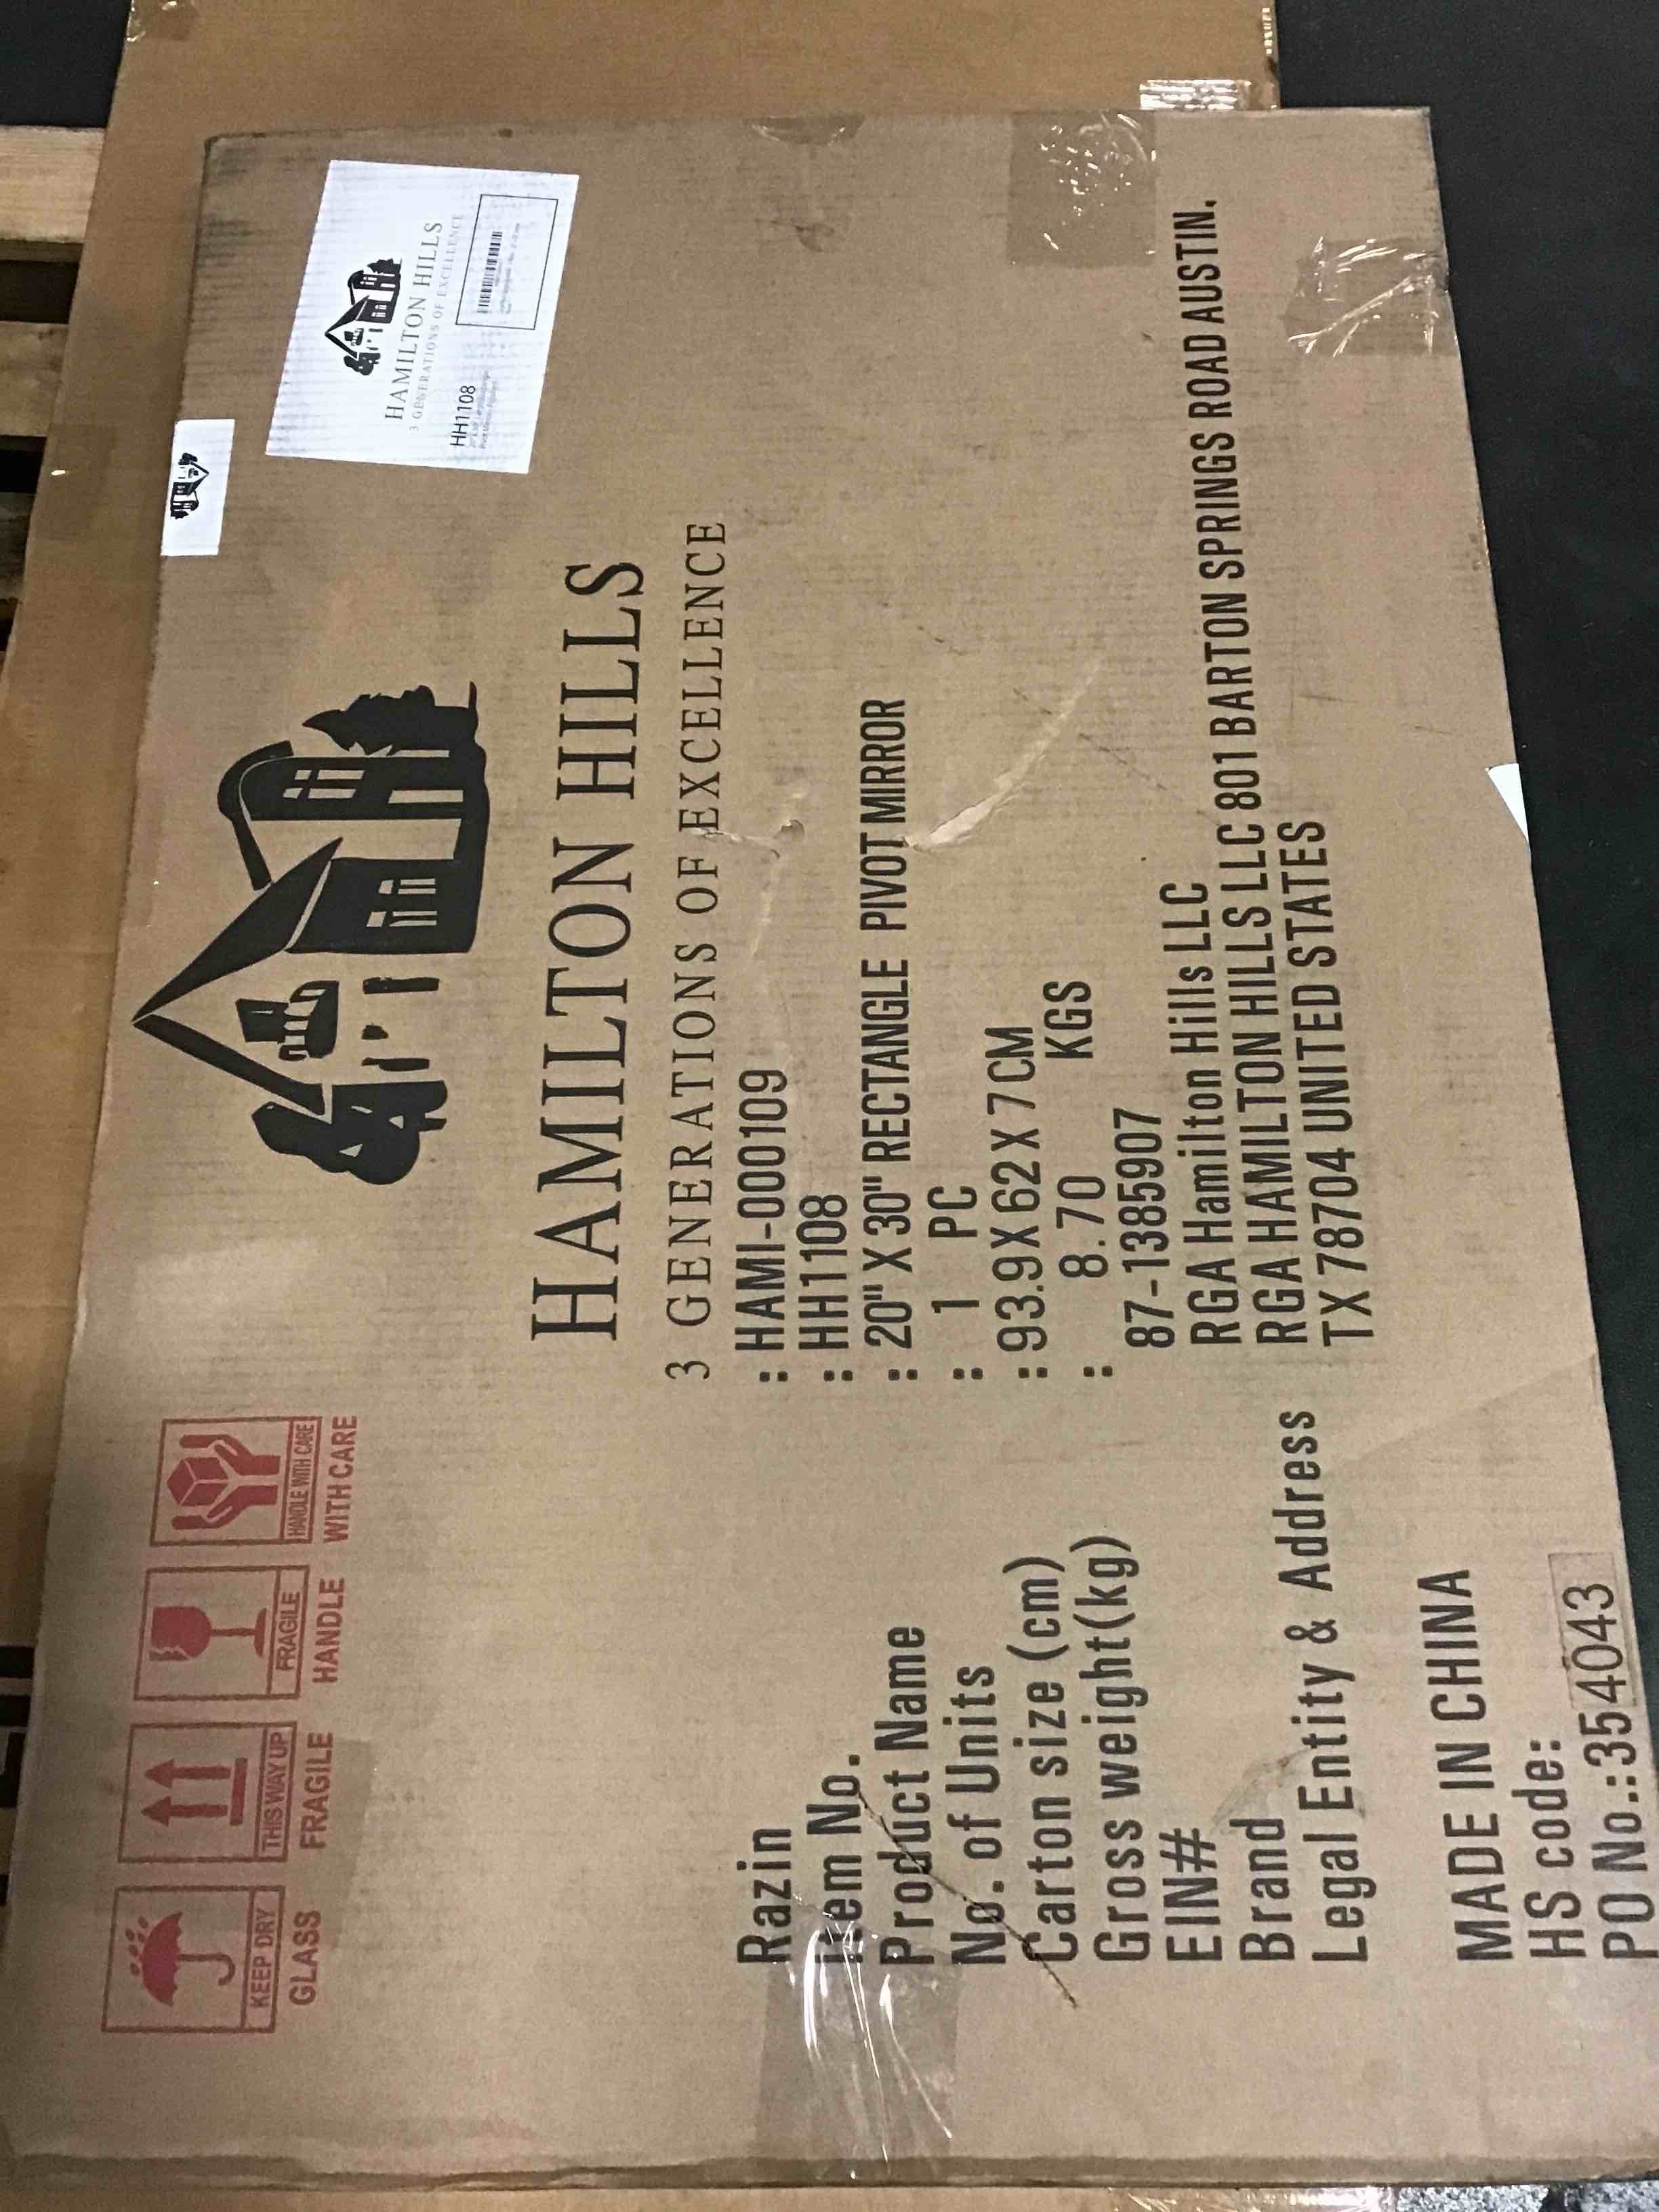 KEEP DRY
THIS WAY UP
FRAGILE
HANDLE WITH CARE
GLASS FRAGILE HANDLE WITH CARE
HAMILTON HILLS
3 GENERATIONS OF EXCELLENCE
HH1108
HAMILTON HILLS
3 GENERATIONS OF EXCELLENCE
Razin : HAMI-000109
Item No. : HH1108
Product Name : 20" X 30" RECTANGLE PIVOT MIRROR
No. of Units : 1 PC
Carton size (cm) : 93.9 X 62 X 7 CM
Gross weight(kg) : 8.70 KGS
EIN# 87-1385907
Brand RGA Hamilton Hills LLC
Legal Entity & Address RGA HAMILTON HILLS LLC 801 BARTON SPRINGS ROAD AUSTIN.
TX 78704 UNITED STATES
MADE IN CHINA
HS code:
PO No.:354043